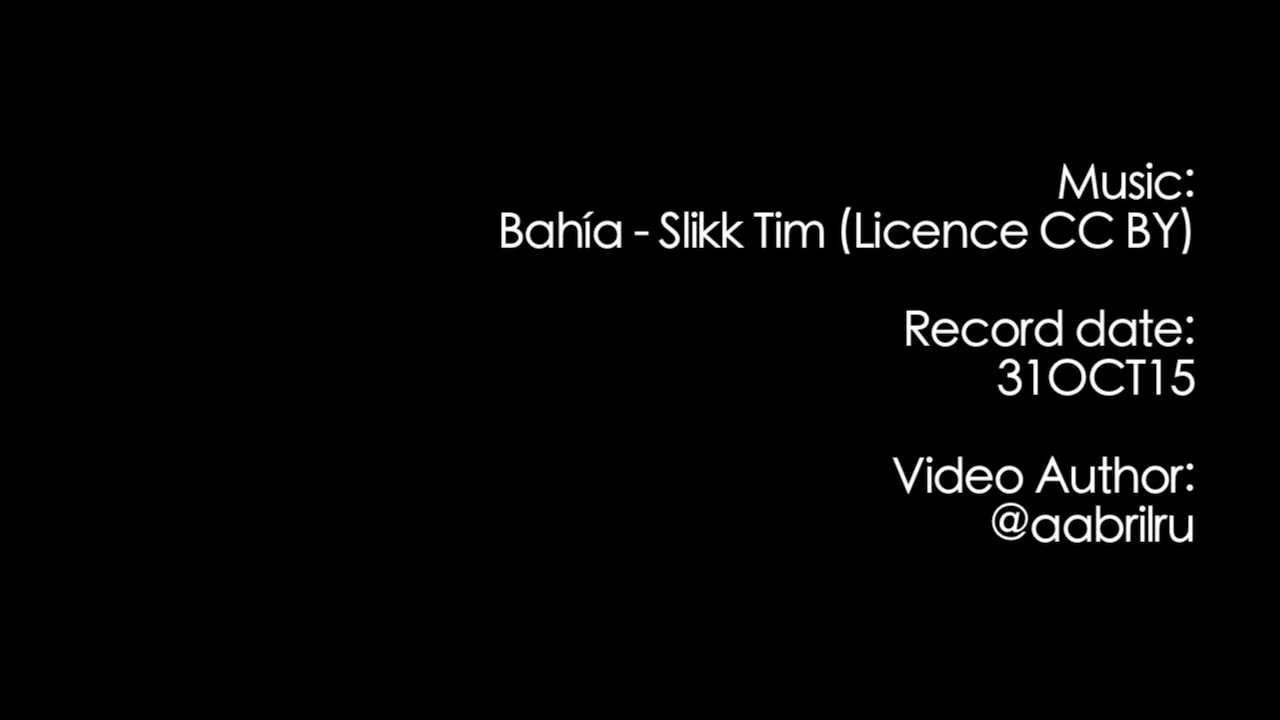 Music:
Bahía - Slikk Tim (Licence CC BY)
Record date:
31OCT15
Video Author:
@aabrilru